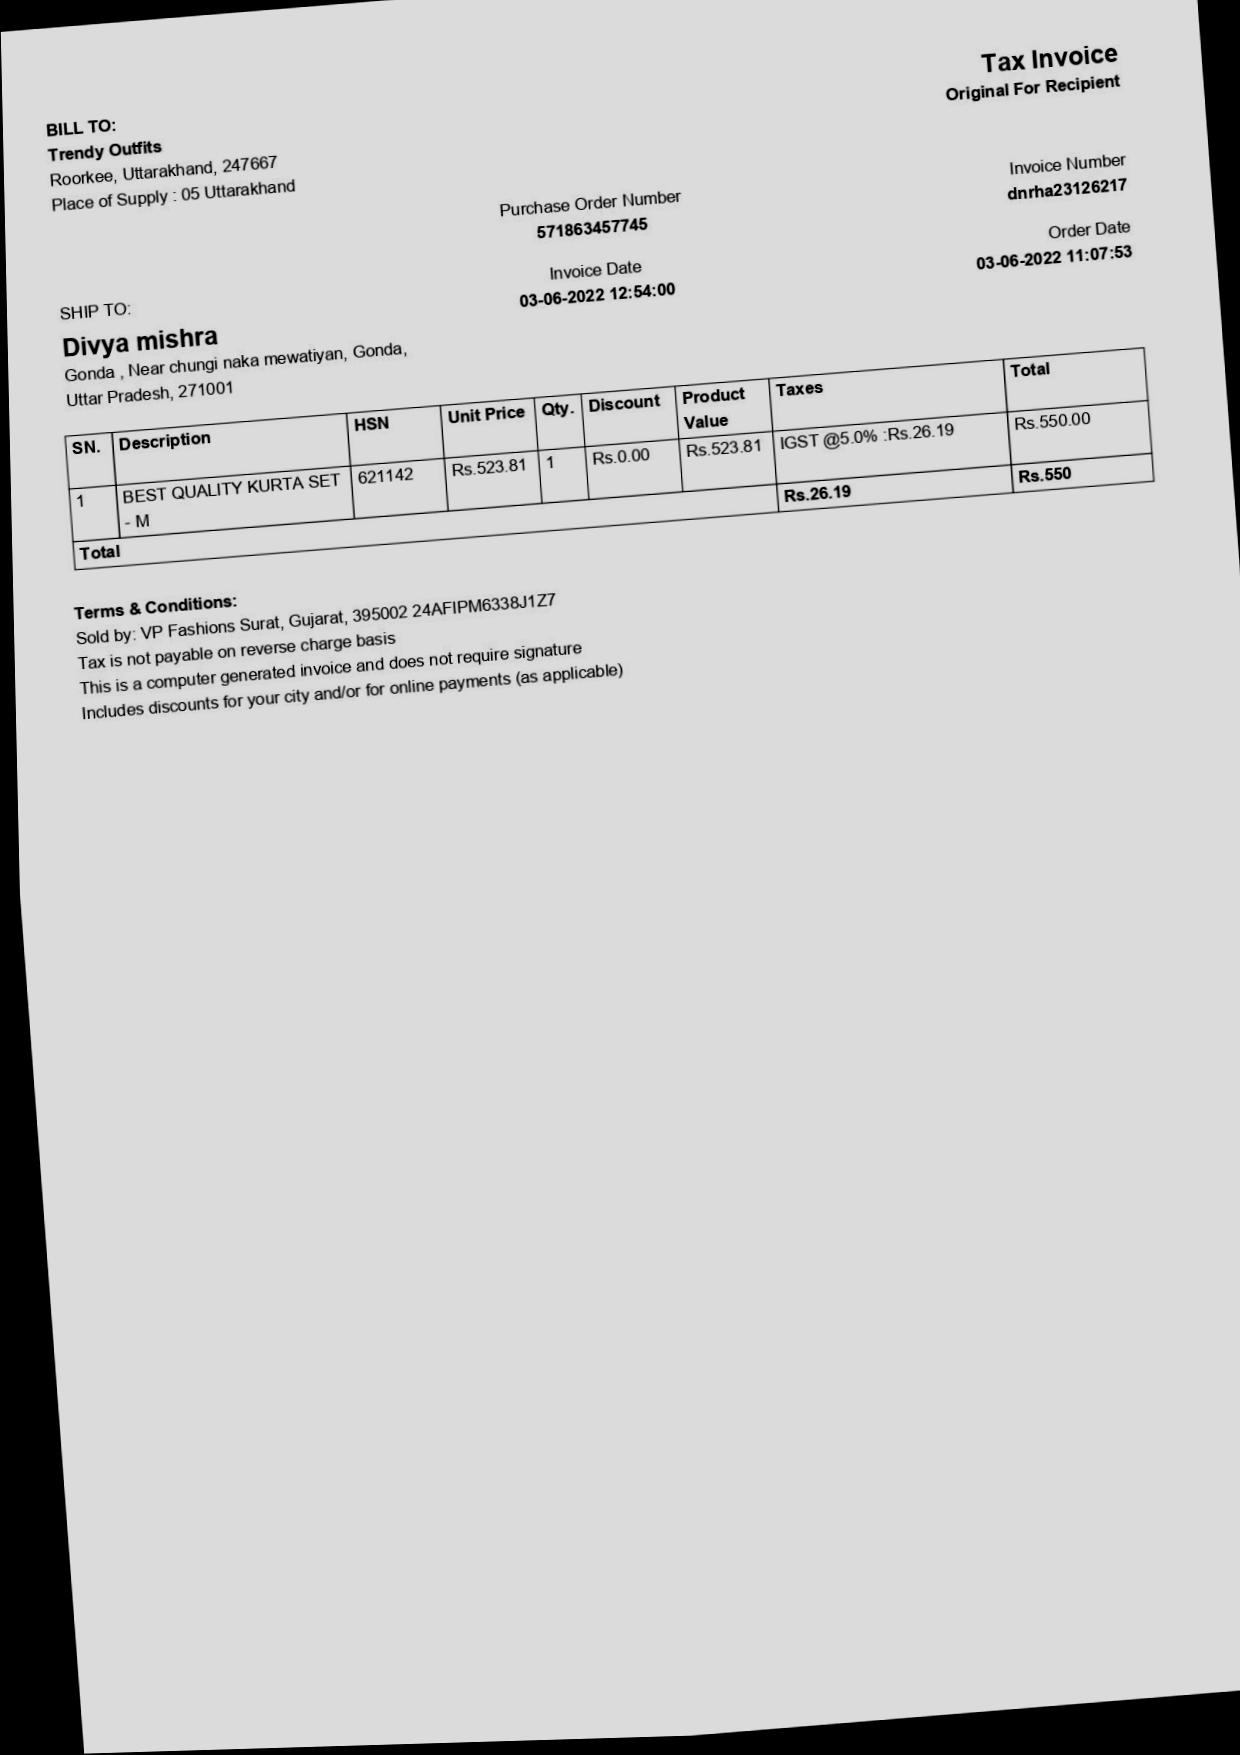 Tax Invoice
Original For Recipient
BILL TO:
Trendy Outfits
Roorkee, Uttarakhand, 247667
Place of Supply : 05 Uttarakhand
Purchase Order Number
571863457745
Invoice Number
dnrha23126217
Invoice Date
03-06-2022 12:54:00
Order Date
03-06-2022 11:07:53
SHIP TO:
Divya mishra
Gonda , Near chungi naka mewatiyan, Gonda,
Uttar Pradesh, 271001
SN. Description HSN Unit Price Qty. Discount Product Value Taxes Total
1 BEST QUALITY KURTA SET 621142 Rs.523.81 1 Rs.0.00 Rs.523.81 IGST @5.0% :Rs.26.19 Rs.550.00
- M
Total Rs.26.19 Rs.550
Terms & Conditions:
Sold by: VP Fashions Surat, Gujarat, 395002 24AFIPM6338J1Z7
Tax is not payable on reverse charge basis
This is a computer generated invoice and does not require signature
Includes discounts for your city and/or for online payments (as applicable)